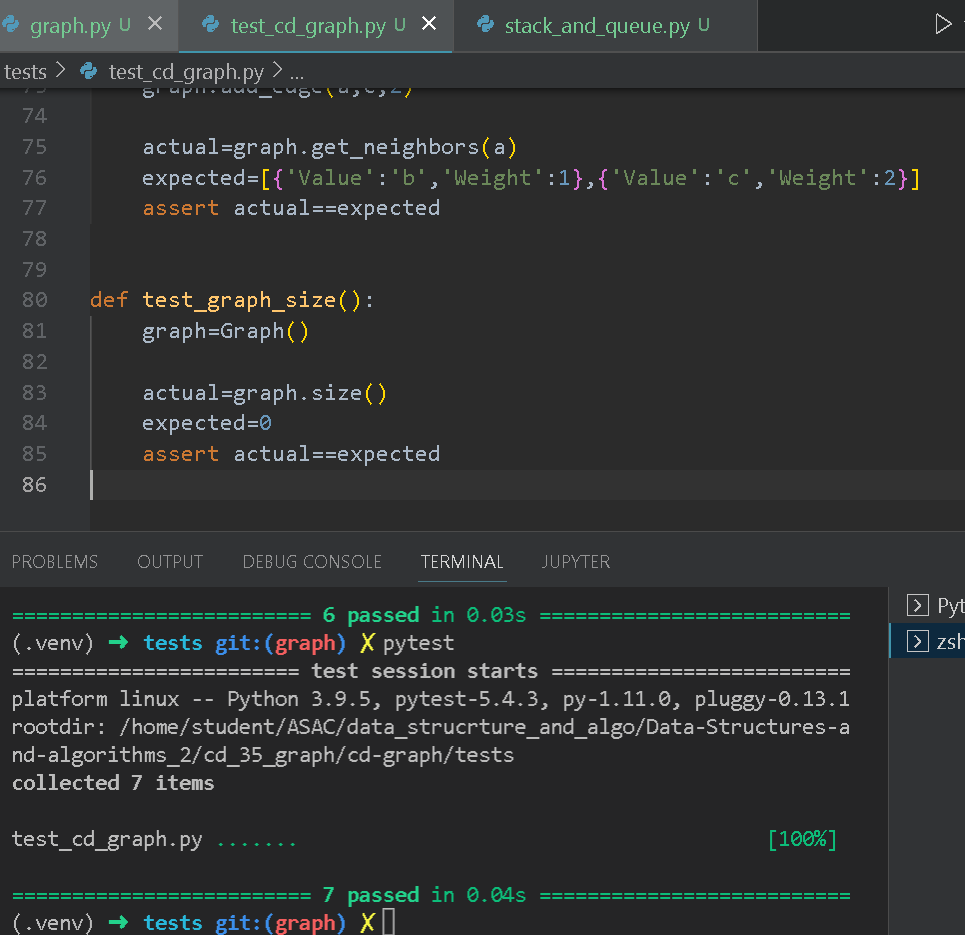 graph.py U
test_cd_graph.py U
stack_and_queue.py U
tests > test_cd_graph.py > ...
graph.add_edge(a,c,2)
74
75 actual=graph.get_neighbors(a)
76 expected=[{'Value':'b','Weight':1},{'Value':'c','Weight':2}]
77 assert actual==expected
78
79
80 def test_graph_size():
81 graph=Graph()
82
83 actual=graph.size()
84 expected=0
85 assert actual==expected
86
PROBLEMS OUTPUT DEBUG CONSOLE TERMINAL JUPYTER
========================= 6 passed in 0.03s ==========================
(.venv) → tests git:(graph) ✗ pytest
======================== test session starts =========================
platform linux -- Python 3.9.5, pytest-5.4.3, py-1.11.0, pluggy-0.13.1
rootdir: /home/student/ASAC/data_strucrture_and_algo/Data-Structures-a
nd-algorithms_2/cd_35_graph/cd-graph/tests
collected 7 items
test_cd_graph.py ....... [100%]
========================= 7 passed in 0.04s ==========================
(.venv) → tests git:(graph) ✗
Pyt
zsh